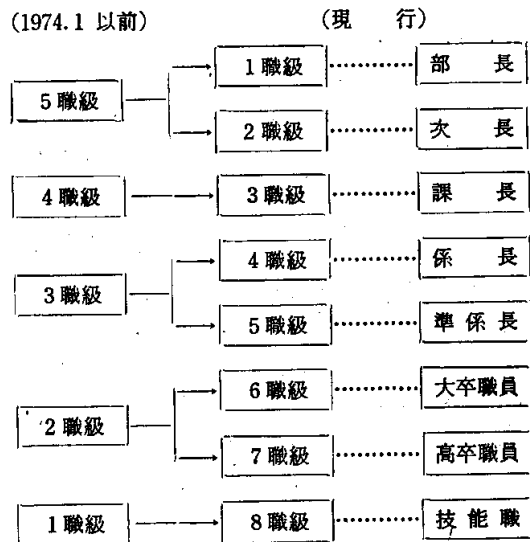 (1974.1 以前) (現 行)
1職級 部 長
5職級
2職級 次 長
4職級 3職級 課 長
4職級 係 長
3職級
5職級 準係長
6職級 大卒職員
2職級
7職級 高卒職員
1職級 8職級 技能職